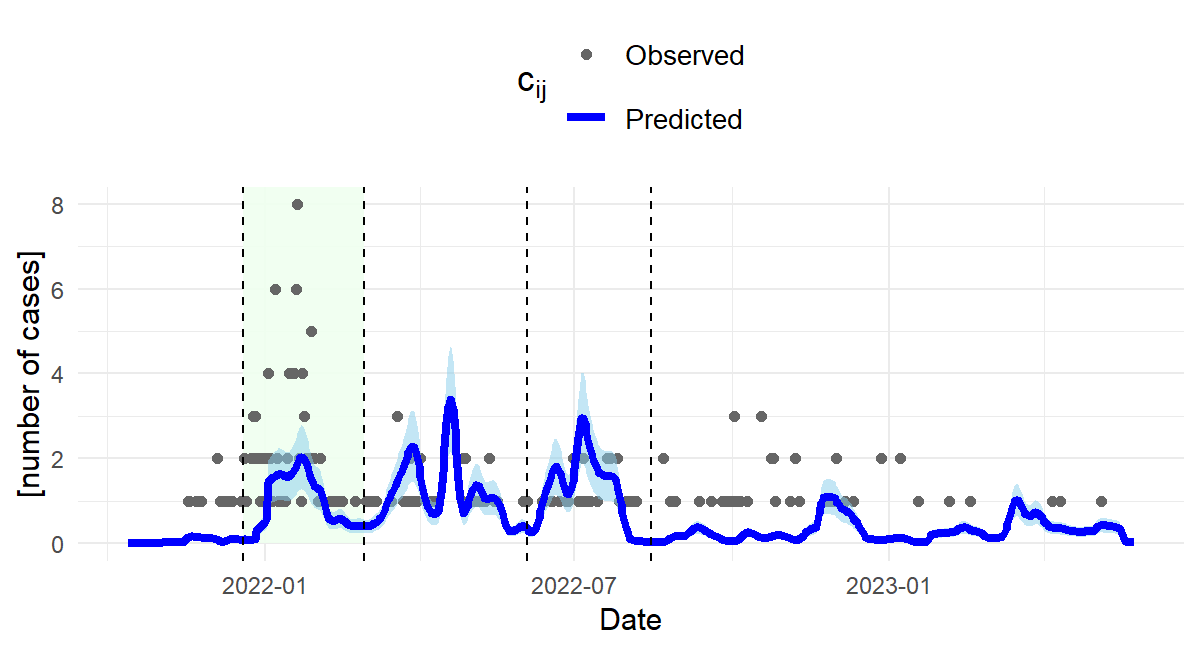 Observed
c_ij
Predicted
[number of cases]
8
6
4
2
0
2022-01
2022-07
2023-01
Date